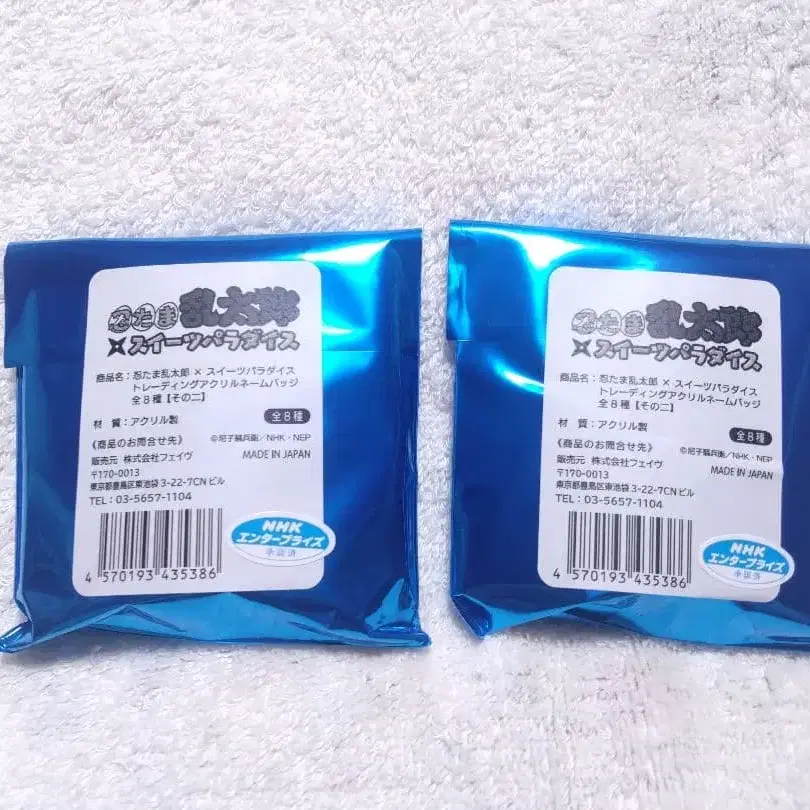 忍たま乱太郎
×スイーツパラダイス
商品名：忍たま乱太郎 × スイーツパラダイス
トレーディングアクリルネームバッジ
全8種【その二】
材 質：アクリル製
全8種
《商品のお問合せ先》
©尼子騒兵衛／NHK・NEP
販売元 株式会社フェイヴ
MADE IN JAPAN
〒170-0013
東京都豊島区東池袋 3-22-7CN ビル
TEL：03-5657-1104
NHK
エンタープライズ
承認済
4 570193 435386
忍たま乱太郎
×スイーツパラダイス
商品名：忍たま乱太郎 × スイーツパラダイス
トレーディングアクリルネームバッジ
全8種【その二】
材 質：アクリル製
全8種
《商品のお問合せ先》
©尼子騒兵衛／NHK・NEP
販売元 株式会社フェイヴ
MADE IN JAPAN
〒170-0013
東京都豊島区東池袋 3-22-7CN ビル
TEL：03-5657-1104
NHK
エンタープライズ
承認済
4 570193 435386